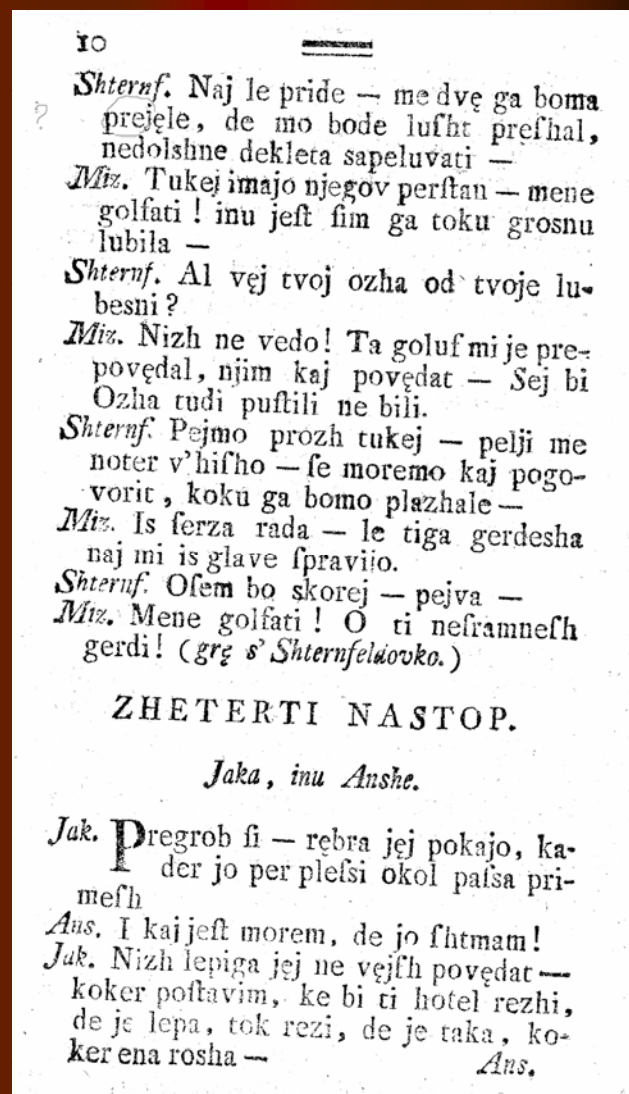 10
Shternf. Naj le pride — me dvę ga boma
?
prejęle, de mo bode luſht preſhal,
nedolshne dekleta sapeluvati —
Miz. Tukej imajo njegov perſtan — mene
golfati! inu jeſt ſim ga toku grosnu
lubila —
Shternf. Al vęj tvoj ozha od tvoje lu-
besni?
Miz. Nizh ne vedo! Ta goluf mi je pre-
povędal, njim kaj povędat — Sej bi
Ozha tudi puſtili ne bili.
Shternf. Pejmo prozh tukej — pelji me
noter v'hiſho — ſe moremo kaj pogo-
vorit, koku ga bomo plazhale —
Miz. Is ſerza rada — le tiga gerdesha
naj mi is glave ſpravijo.
Shternf. Oſem bo skorej — pejva —
Miz. Mene golſati! O ti neſramneſh
gerdi! (grę s' Shternfeldovko.)
ZHETERTI NASTOP.
Jaka, inu Anshe.
Jak. Pregrob ſi — rębra jęj pokajo, ka-
der jo per pleſsi okol paſsa pri-
meſh
Ans. I kaj jeſt morem, de jo ſhtmam!
Jak. Nizh lepiga jęj ne vęjſh povędat —
koker poſtavim, ke bi ti hotel rezhi,
de je lepa, tok rezi, de je taka, ko-
ker ena rosha —
Ans.